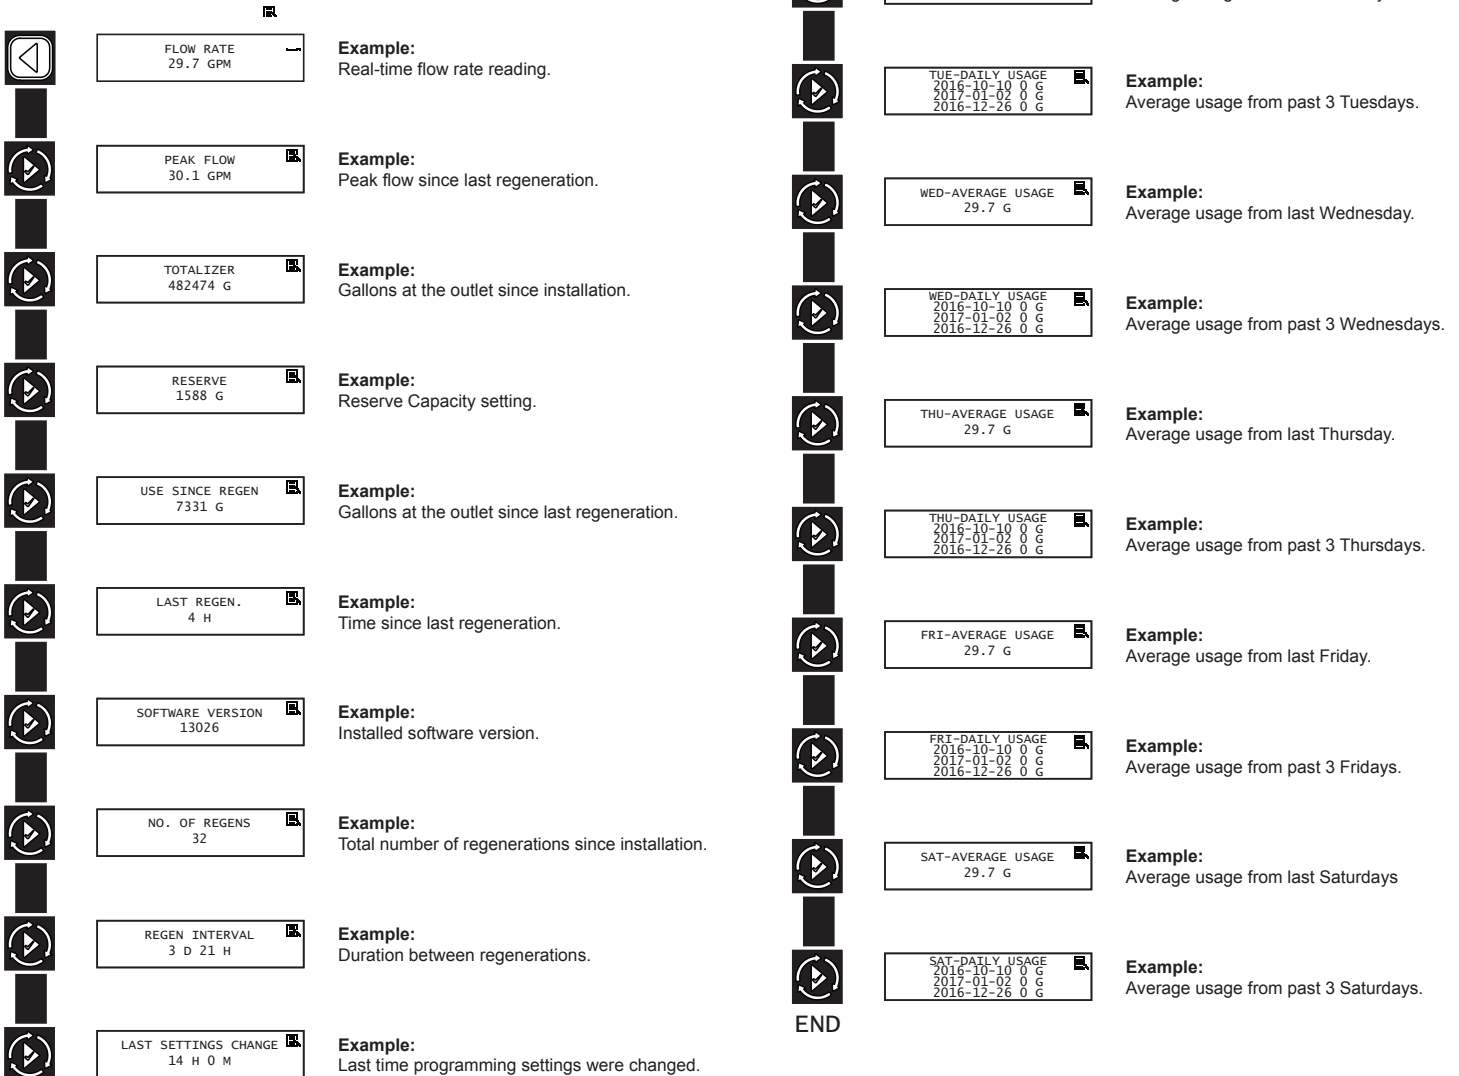 FLOW RATE
29.7 GPM
Example:
Real-time flow rate reading.
PEAK FLOW
30.1 GPM
Example:
Peak flow since last regeneration.
TOTALIZER
482474 G
Example:
Gallons at the outlet since installation.
RESERVE
1588 G
Example:
Reserve Capacity setting.
USE SINCE REGEN
7331 G
Example:
Gallons at the outlet since last regeneration.
LAST REGEN.
4 H
Example:
Time since last regeneration.
SOFTWARE VERSION
13026
Example:
Installed software version.
NO. OF REGENS
32
Example:
Total number of regenerations since installation.
REGEN INTERVAL
3 D 21 H
Example:
Duration between regenerations.
LAST SETTINGS CHANGE
14 H 0 M
Example:
Last time programming settings were changed.
TUE-DAILY USAGE
2016-10-10 0 G
2017-01-02 0 G
2016-12-26 0 G
Example:
Average usage from past 3 Tuesdays.
WED-AVERAGE USAGE
29.7 G
Example:
Average usage from last Wednesday.
WED-DAILY USAGE
2016-10-10 0 G
2017-01-02 0 G
2016-12-26 0 G
Example:
Average usage from past 3 Wednesdays.
THU-AVERAGE USAGE
29.7 G
Example:
Average usage from last Thursday.
THU-DAILY USAGE
2016-10-10 0 G
2017-01-02 0 G
2016-12-26 0 G
Example:
Average usage from past 3 Thursdays.
FRI-AVERAGE USAGE
29.7 G
Example:
Average usage from last Friday.
FRI-DAILY USAGE
2016-10-10 0 G
2017-01-02 0 G
2016-12-26 0 G
Example:
Average usage from past 3 Fridays.
SAT-AVERAGE USAGE
29.7 G
Example:
Average usage from last Saturdays
SAT-DAILY USAGE
2016-10-10 0 G
2017-01-02 0 G
2016-12-26 0 G
Example:
Average usage from past 3 Saturdays.
END